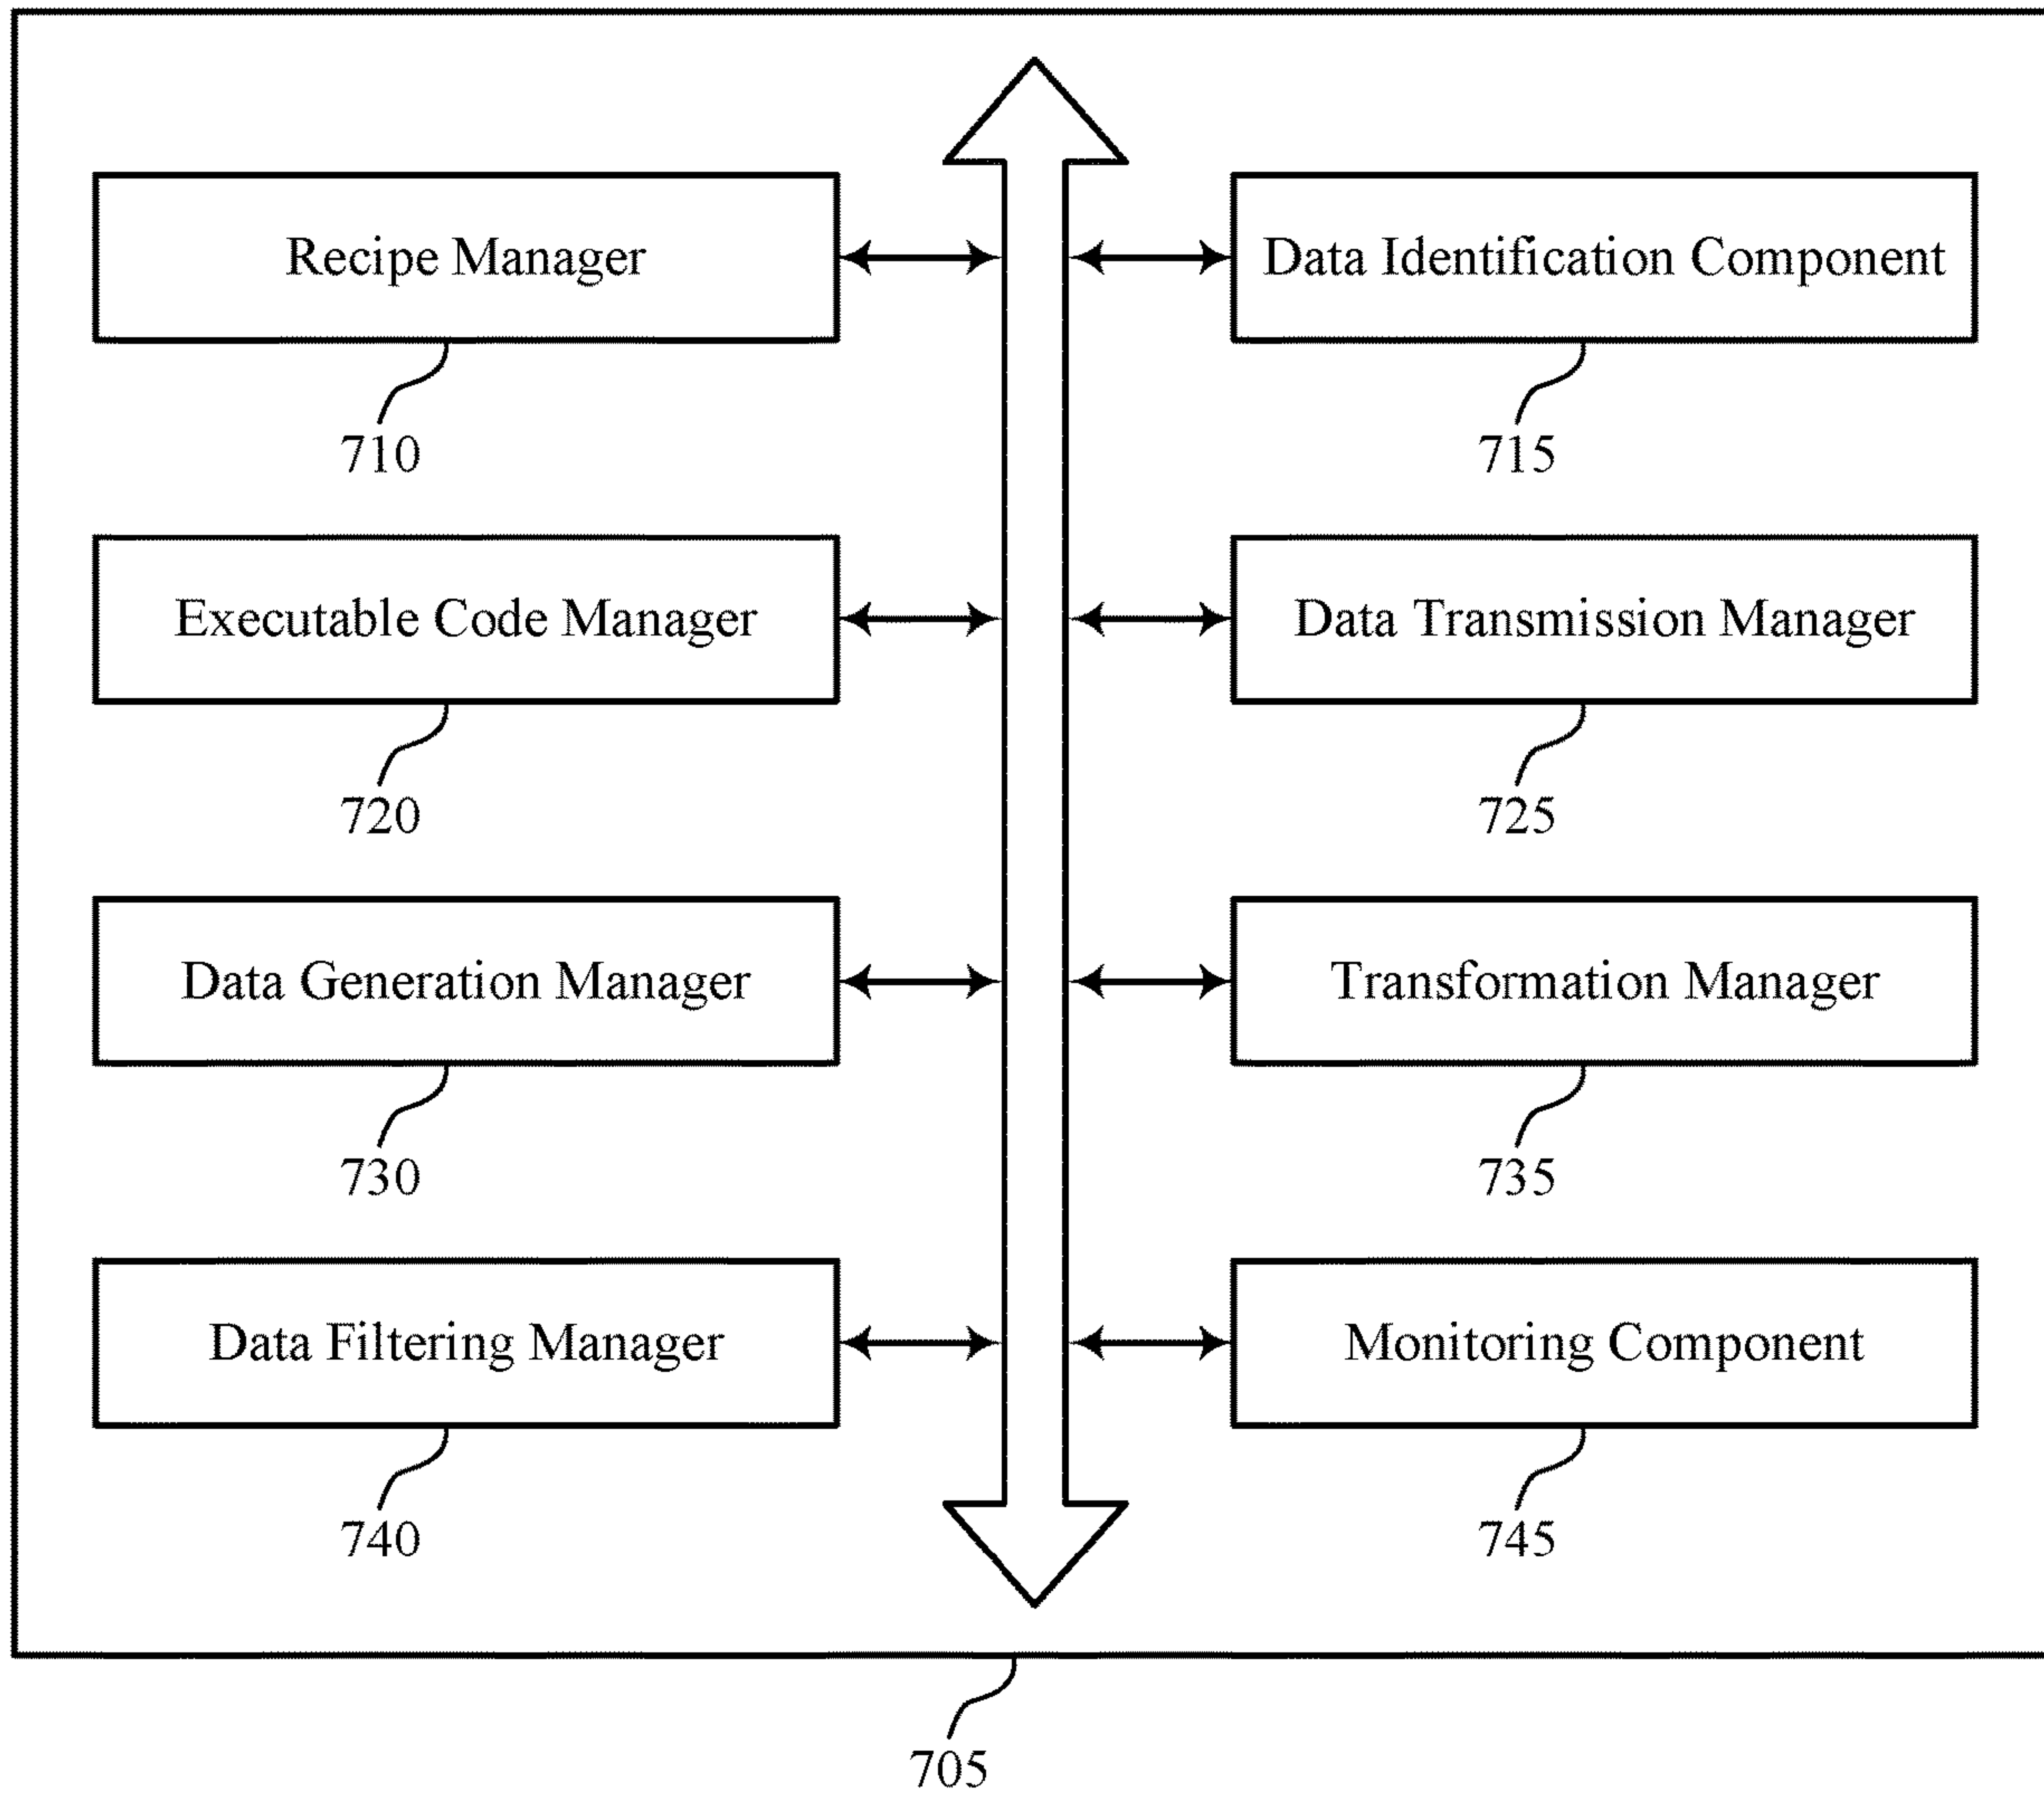 Recipe Manager
Data Identification Component
710
715
Executable Code Manager
Data Transmission Manager
720
725
Data Generation Manager
Transformation Manager
730
735
Data Filtering Manager
Monitoring Component
740
745
705